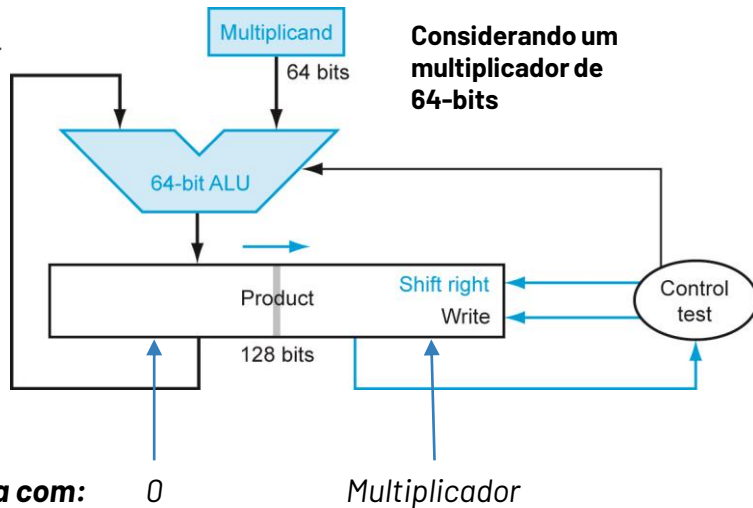 Multiplicand
64 bits
Considerando um
multiplicador de
64-bits
64-bit ALU
Product
Shift right
Write
Control
test
128 bits
a com: 0 Multiplicador